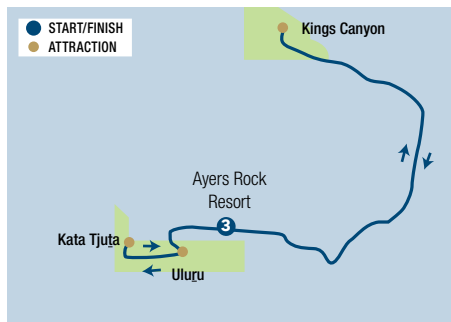 START/FINISH
ATTRACTION
Kings Canyon
Ayers Rock
Resort
3
Kata Tjuṯa
Uluṟu